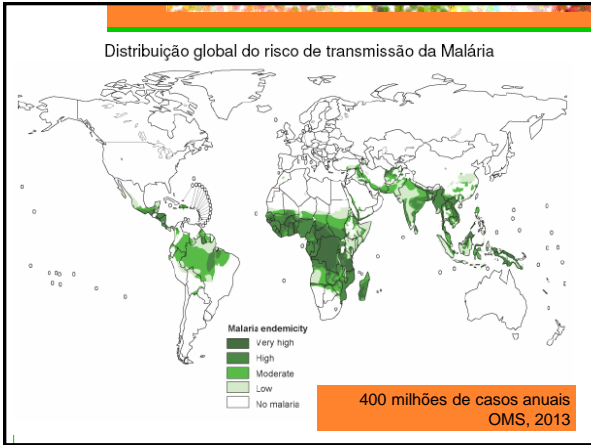 Distribuição global do risco de transmissão da Malária
Malaria endemicity
Very high
High
Moderate
Low
No malaria
400 milhões de casos anuais
OMS, 2013